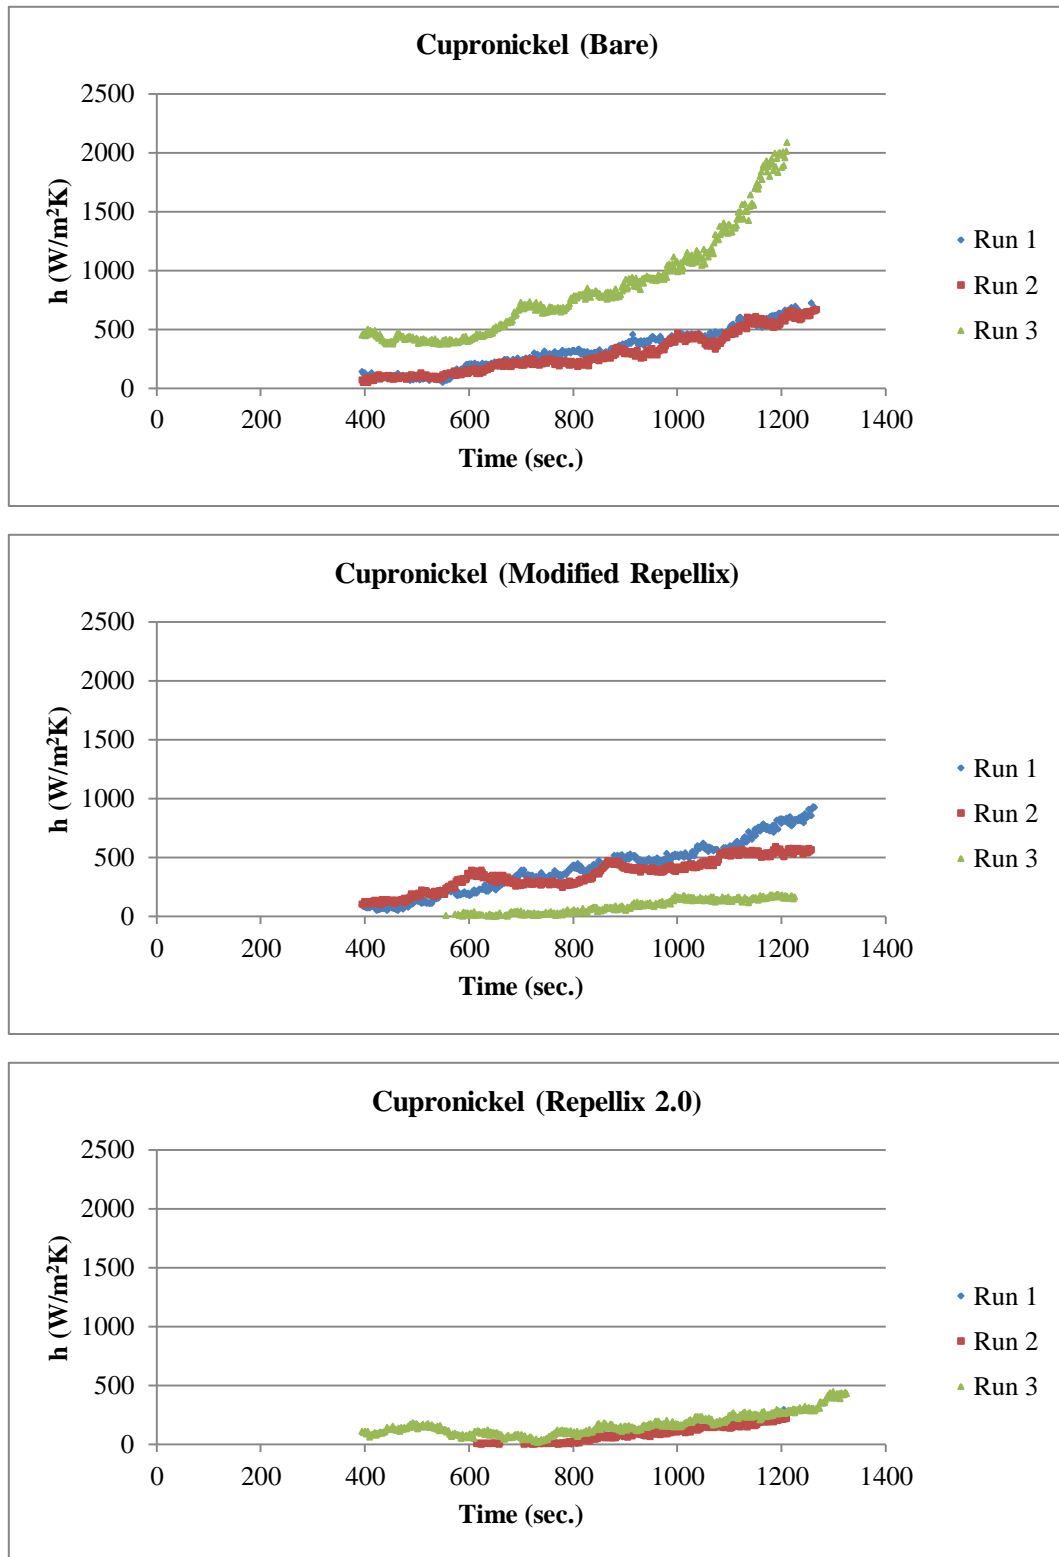 Cupronickel (Bare)
2500
2000
1500
1000
500
0
h (W/m²K)
0 200 400 600 800 1000 1200 1400
Time (sec.)
Run 1
Run 2
Run 3
Cupronickel (Modified Repellix)
2500
2000
1500
1000
500
0
h (W/m²K)
0 200 400 600 800 1000 1200 1400
Time (sec.)
Run 1
Run 2
Run 3
Cupronickel (Repellix 2.0)
2500
2000
1500
1000
500
0
h (W/m²K)
0 200 400 600 800 1000 1200 1400
Time (sec.)
Run 1
Run 2
Run 3